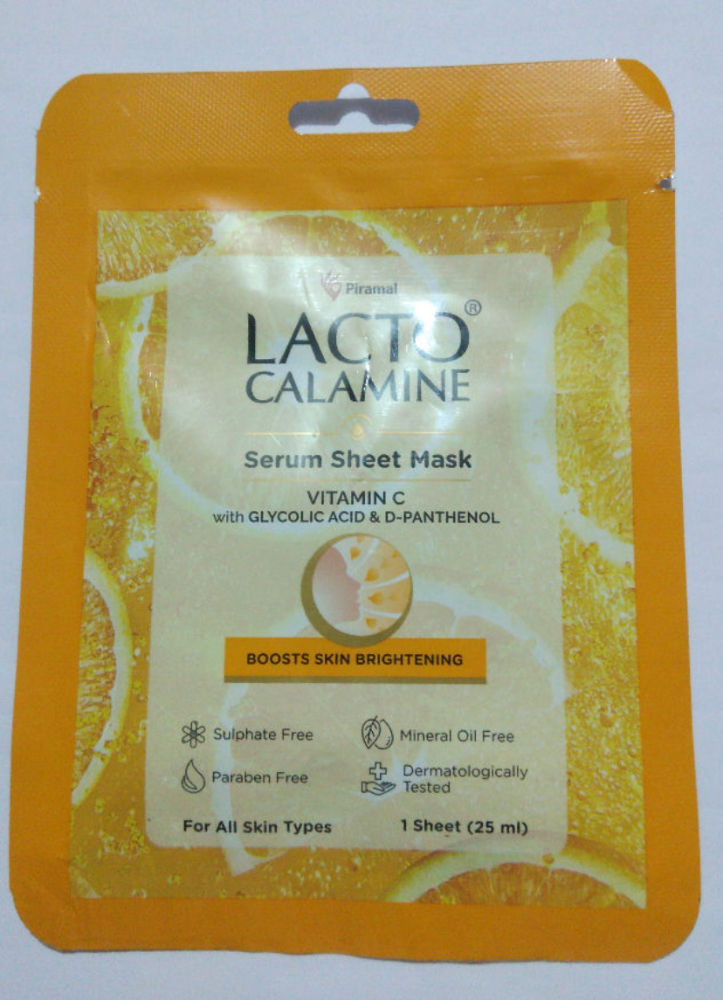 Piramal
LACTO®
CALAMINE
Serum Sheet Mask
VITAMIN C
with GLYCOLIC ACID & D-PANTHENOL
BOOSTS SKIN BRIGHTENING
Sulphate Free
Mineral Oil Free
Paraben Free
Dermatologically
Tested
For All Skin Types
1 Sheet (25 ml)